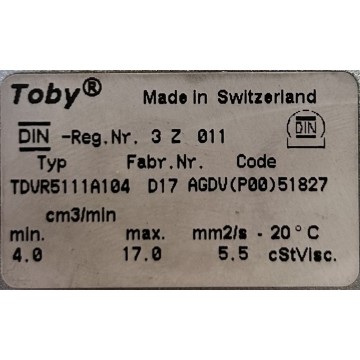 Toby® Made in Switzerland
DIN -Reg.Nr. 3 Z 011 DIN
Typ Fabr.Nr. Code
TDVR5111A104 D17 AGDV(P00)51827
cm3/min
min. max. mm2/s - 20°C
4.0 17.0 5.5 cStVisc.